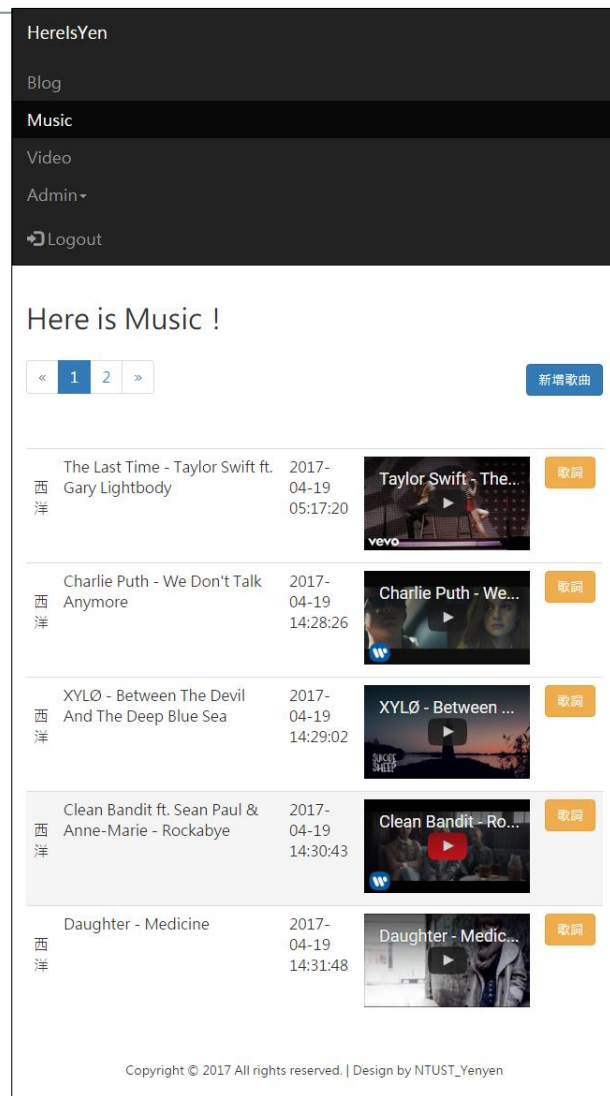 HereIsYen
Blog
Music
Video
Admin
Logout
Here is Music !
« 1 2 »
新增歌曲
西
洋
The Last Time - Taylor Swift ft.
Gary Lightbody
2017-
04-19
05:17:20
Taylor Swift - The...
vevo
歌詞
西
洋
Charlie Puth - We Don't Talk
Anymore
2017-
04-19
14:28:26
Charlie Puth - We...
歌詞
西
洋
XYLØ - Between The Devil
And The Deep Blue Sea
2017-
04-19
14:29:02
XYLØ - Between ...
SUICIDE
SHEEP
歌詞
西
洋
Clean Bandit ft. Sean Paul &
Anne-Marie - Rockabye
2017-
04-19
14:30:43
Clean Bandit - Ro...
歌詞
西
洋
Daughter - Medicine
2017-
04-19
14:31:48
Daughter - Medic...
歌詞
Copyright © 2017 All rights reserved. | Design by NTUST_Yenyen